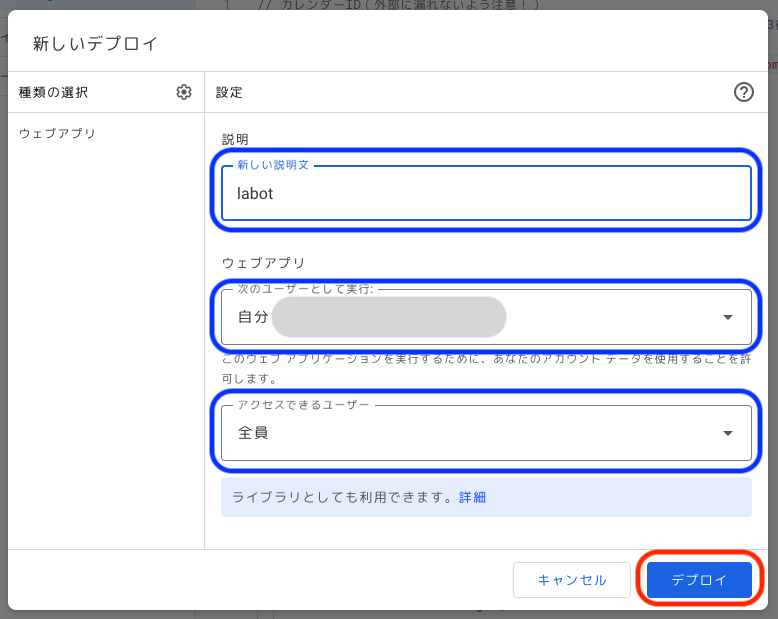 1 // カレンダーID（外部に漏れないよう注意！）
新しいデプロイ
種類の選択
設定
ウェブアプリ
説明
新しい説明文
labot
ウェブアプリ
次のユーザーとして実行:
自分
このウェブ アプリケーションを実行するために、あなたのアカウント データを使用することを許
可します。
アクセスできるユーザー
全員
ライブラリとしても利用できます。詳細
キャンセル
デプロイ